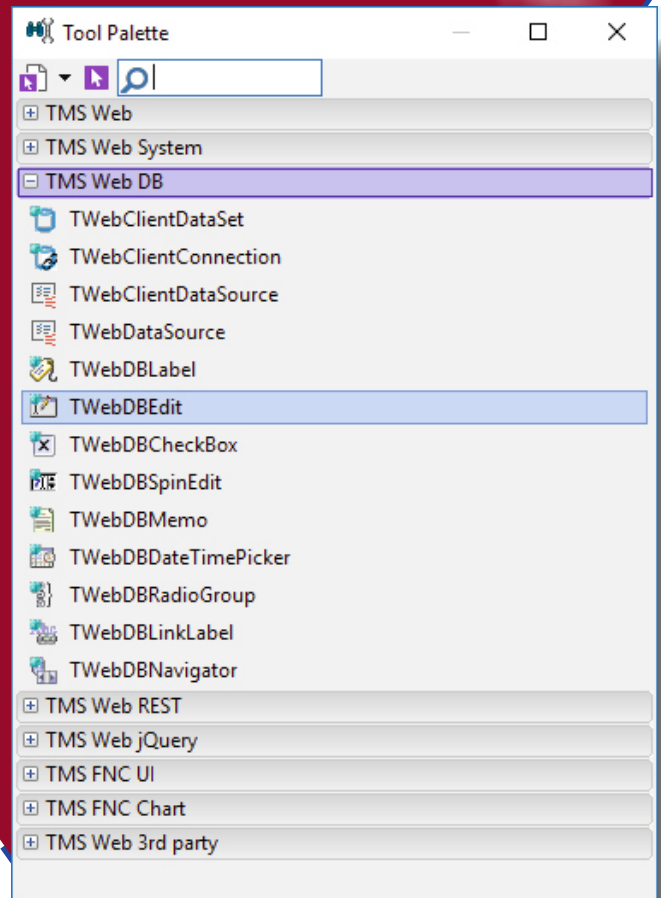 Tool Palette
TMS Web
TMS Web System
TMS Web DB
TWebClientDataSet
TWebClientConnection
TWebClientDataSource
TWebDataSource
TWebDBLabel
TWebDBEdit
TWebDBCheckBox
TWebDBSpinEdit
TWebDBMemo
TWebDBDateTimePicker
TWebDBRadioGroup
TWebDBLinkLabel
TWebDBNavigator
TMS Web REST
TMS Web jQuery
TMS FNC UI
TMS FNC Chart
TMS Web 3rd party